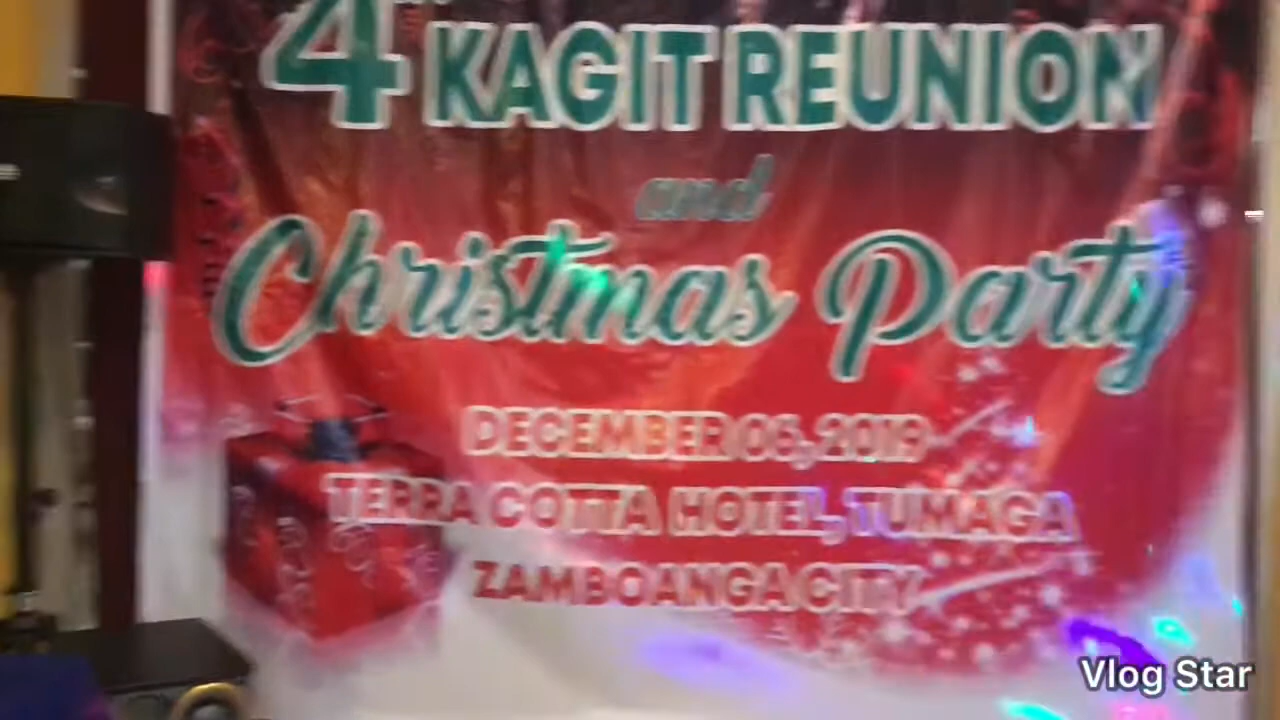 4th KAGIT REUNION
and
Christmas Party
DECEMBER 06, 2019
TERRA COTTA HOTEL, TUMAGA
ZAMBOANGA CITY
Vlog Star